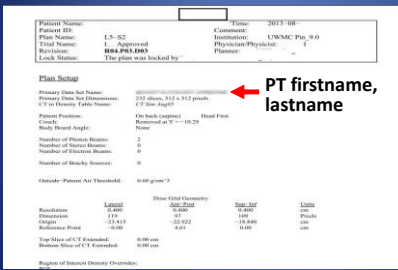 Patient Name: Time: 2013-08-
Patient ID: Comment:
Plan Name: L5-S2 Institution: UWMC Pin_9.0
Trial Name: 1. Approved Physician/Physicist: 1
Revision: R04.P03.D03 Planner:
Lock Status: The plan was locked by
Plan Setup
Primary Data Set Name:
PT firstname,
lastname
Primary Data Set Dimensions: 232 slices, 512 x 512 pixels.
CT to Density Table Name:
Patient Position: On back (supine) Head First
Couch: Removed at Y = -10.29
Body Board Angle: None
Number of Photon Beams: 2
Number of Stereo Beams: 0
Number of Electron Beams: 0
Number of Brachy Sources: 0
Outside-Patient Air Threshold: 0.60 g/cm^3
Dose Grid Geometry
Lateral Ant-Post Sup-Inf Units
Resolution 0.400 0.400 0.400 cm
Dimension 119 97 109 Pixels
Origin -23.415 -22.922 -18.840 cm
Reference Point -0.00 4.61 0.00 cm
Top Slice of CT Extended: 0.00 cm
Bottom Slice of CT Extended: 0.00 cm
Region of Interest Density Overrides: